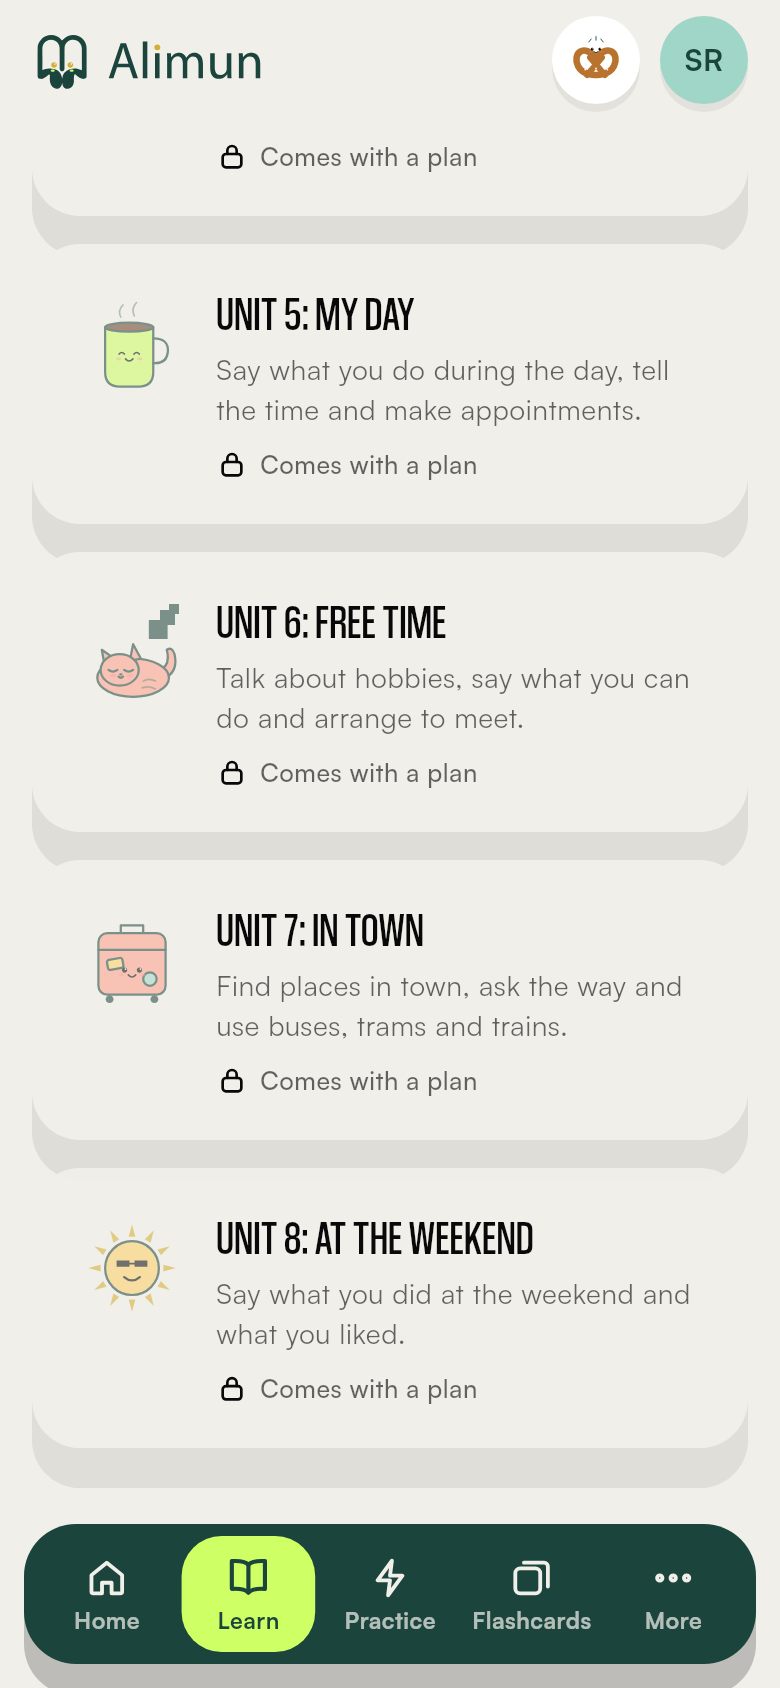 Alimun
SR
Comes with a plan
UNIT 5: MY DAY
Say what you do during the day, tell
the time and make appointments.
Comes with a plan
UNIT 6: FREE TIME
Talk about hobbies, say what you can
do and arrange to meet.
Comes with a plan
UNIT 7: IN TOWN
Find places in town, ask the way and
use buses, trams and trains.
Comes with a plan
UNIT 8: AT THE WEEKEND
Say what you did at the weekend and
what you liked.
Comes with a plan
Home
Learn
Practice
Flashcards
More